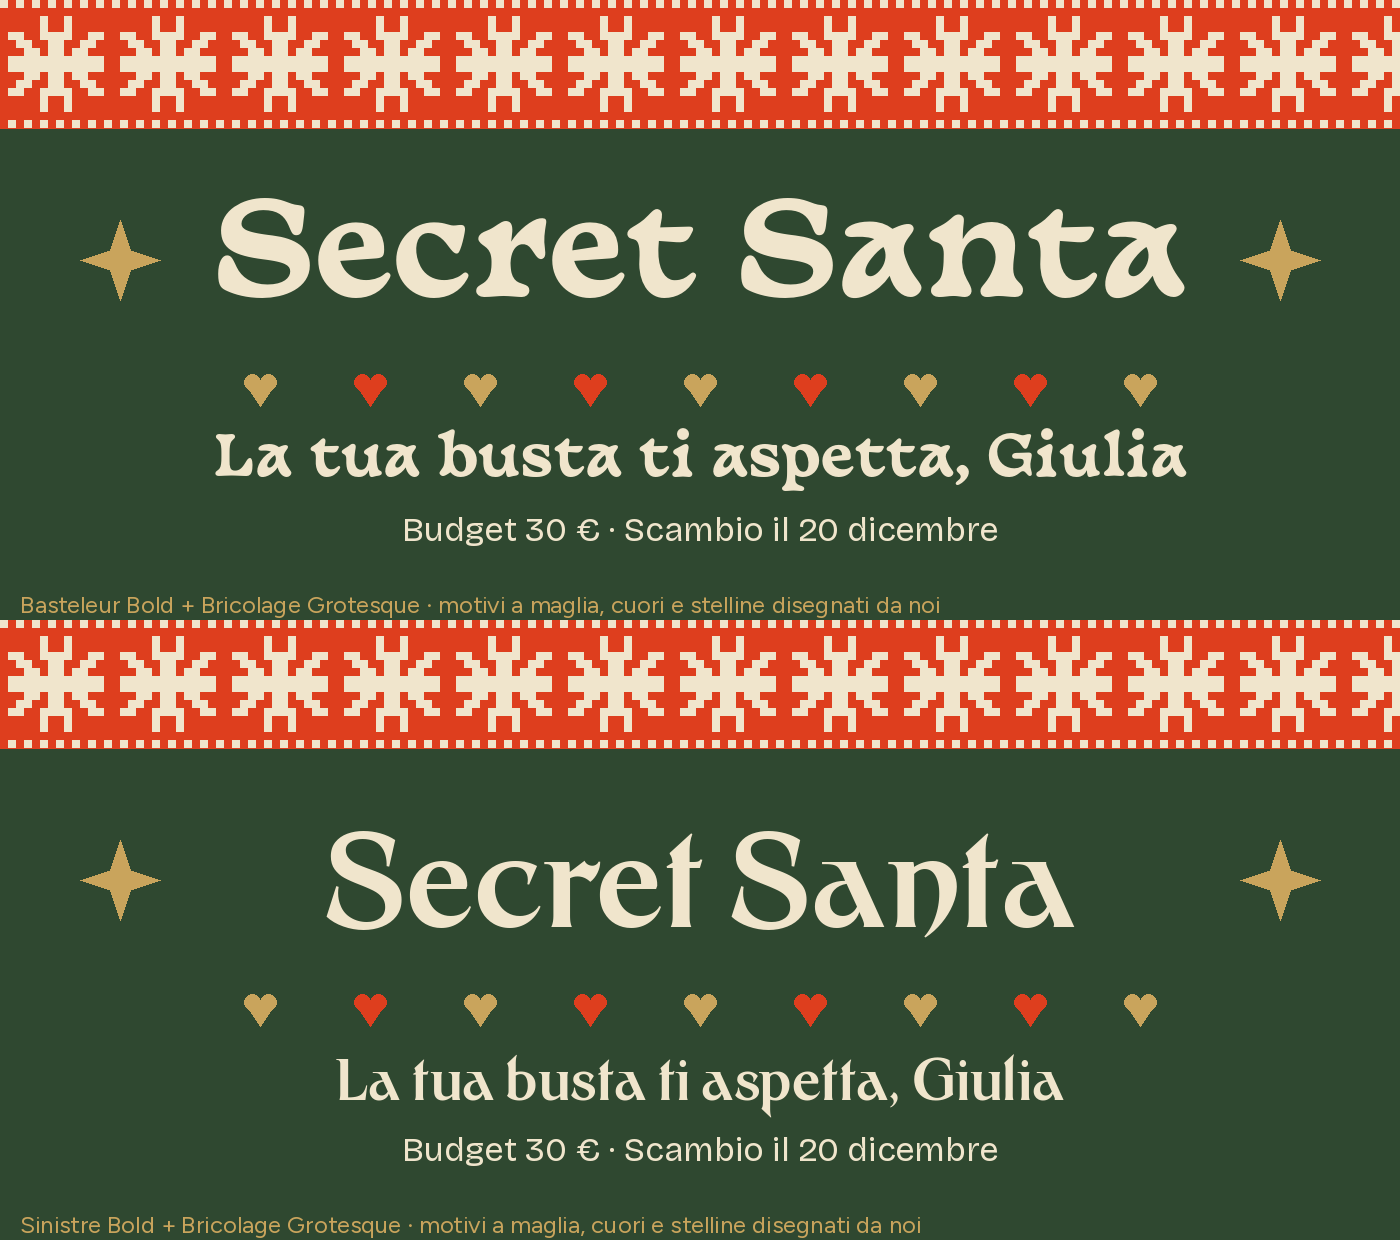 Secret Santa
La tua busta ti aspetta, Giulia
Budget 30 € · Scambio il 20 dicembre
Basteleur Bold + Bricolage Grotesque · motivi a maglia, cuori e stelline disegnati da noi
Secret Santa
La tua busta ti aspetta, Giulia
Budget 30 € · Scambio il 20 dicembre
Sinistre Bold + Bricolage Grotesque · motivi a maglia, cuori e stelline disegnati da noi